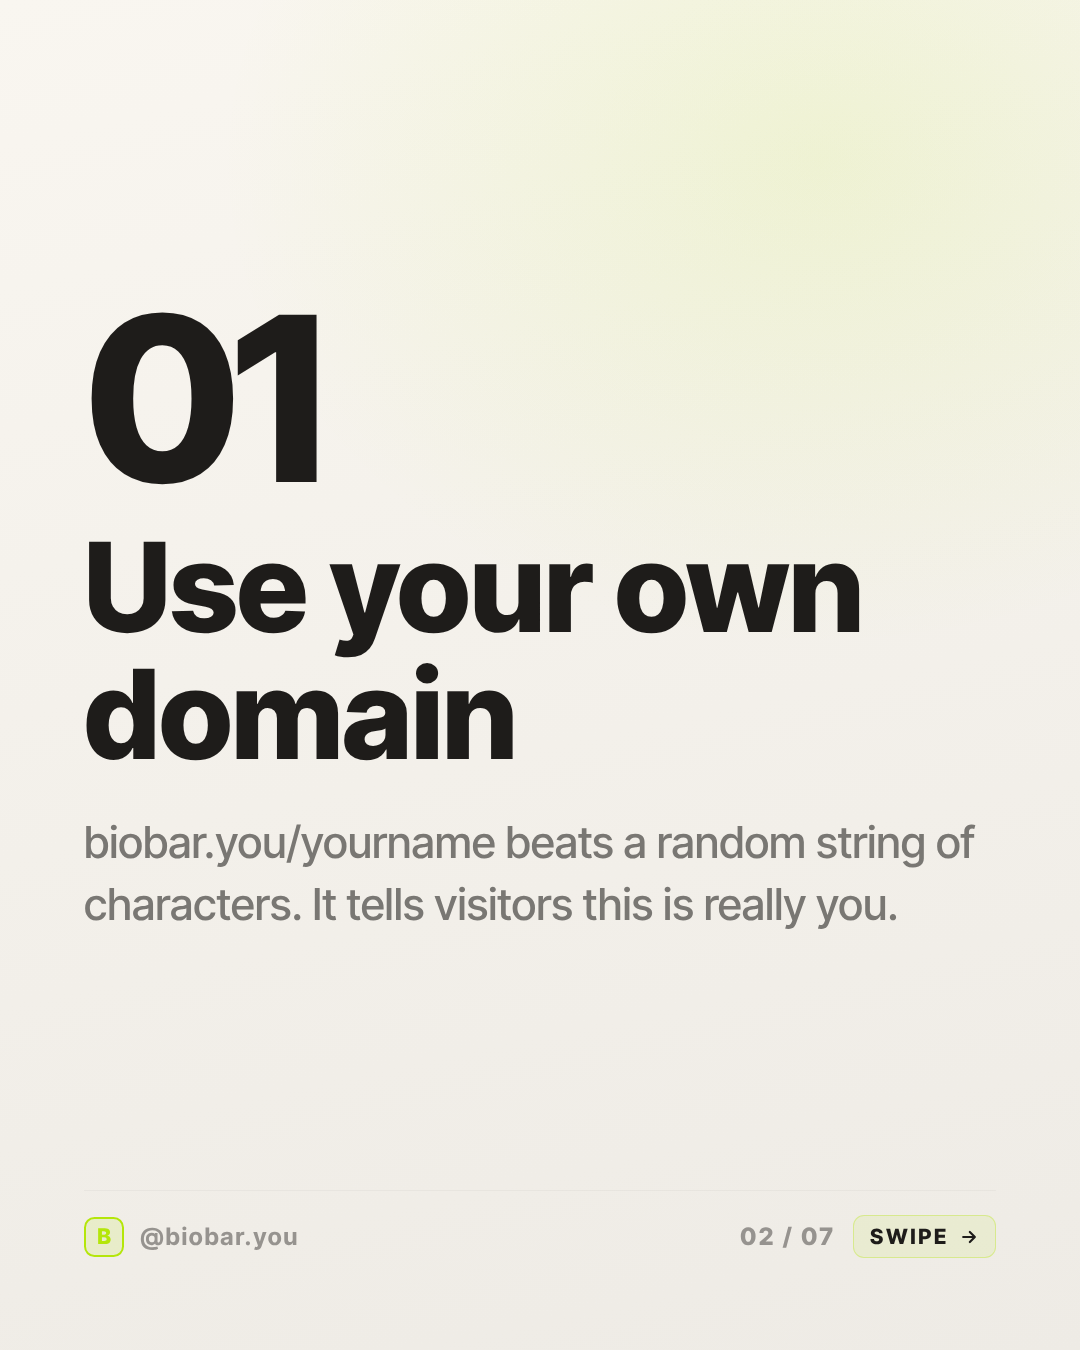 01
Use your own
domain
biobar.you/yourname beats a random string of
characters. It tells visitors this is really you.
B @biobar.you 02 / 07 SWIPE →